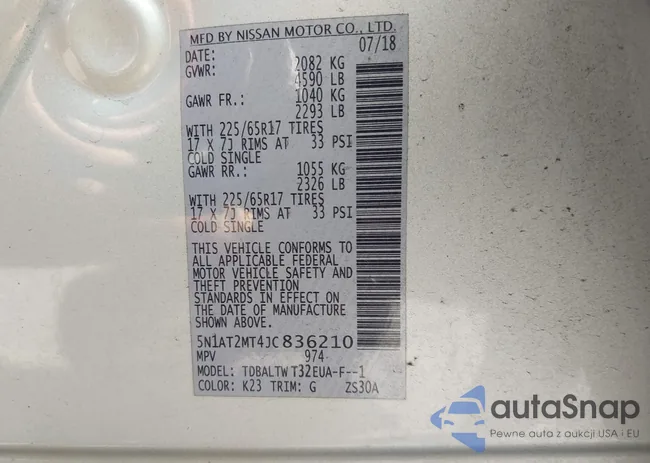 MFD BY NISSAN MOTOR CO., LTD.
DATE: 07/18
GVWR: 2082 KG
4590 LB
GAWR FR.: 1040 KG
2293 LB
WITH 225/65R17 TIRES
17 X 7J RIMS AT 33 PSI
COLD SINGLE
GAWR RR.: 1055 KG
2326 LB
WITH 225/65R17 TIRES
17 X 7J RIMS AT 33 PSI
COLD SINGLE
THIS VEHICLE CONFORMS TO
ALL APPLICABLE FEDERAL
MOTOR VEHICLE SAFETY AND
THEFT PREVENTION
STANDARDS IN EFFECT ON
THE DATE OF MANUFACTURE
SHOWN ABOVE.
5N1AT2MT4JC836210
MPV 974
MODEL: TDBALTWT32EUA-F--1
COLOR: K23 TRIM: G ZS30A
autaSnap
Pewne auta z aukcji USA - EU